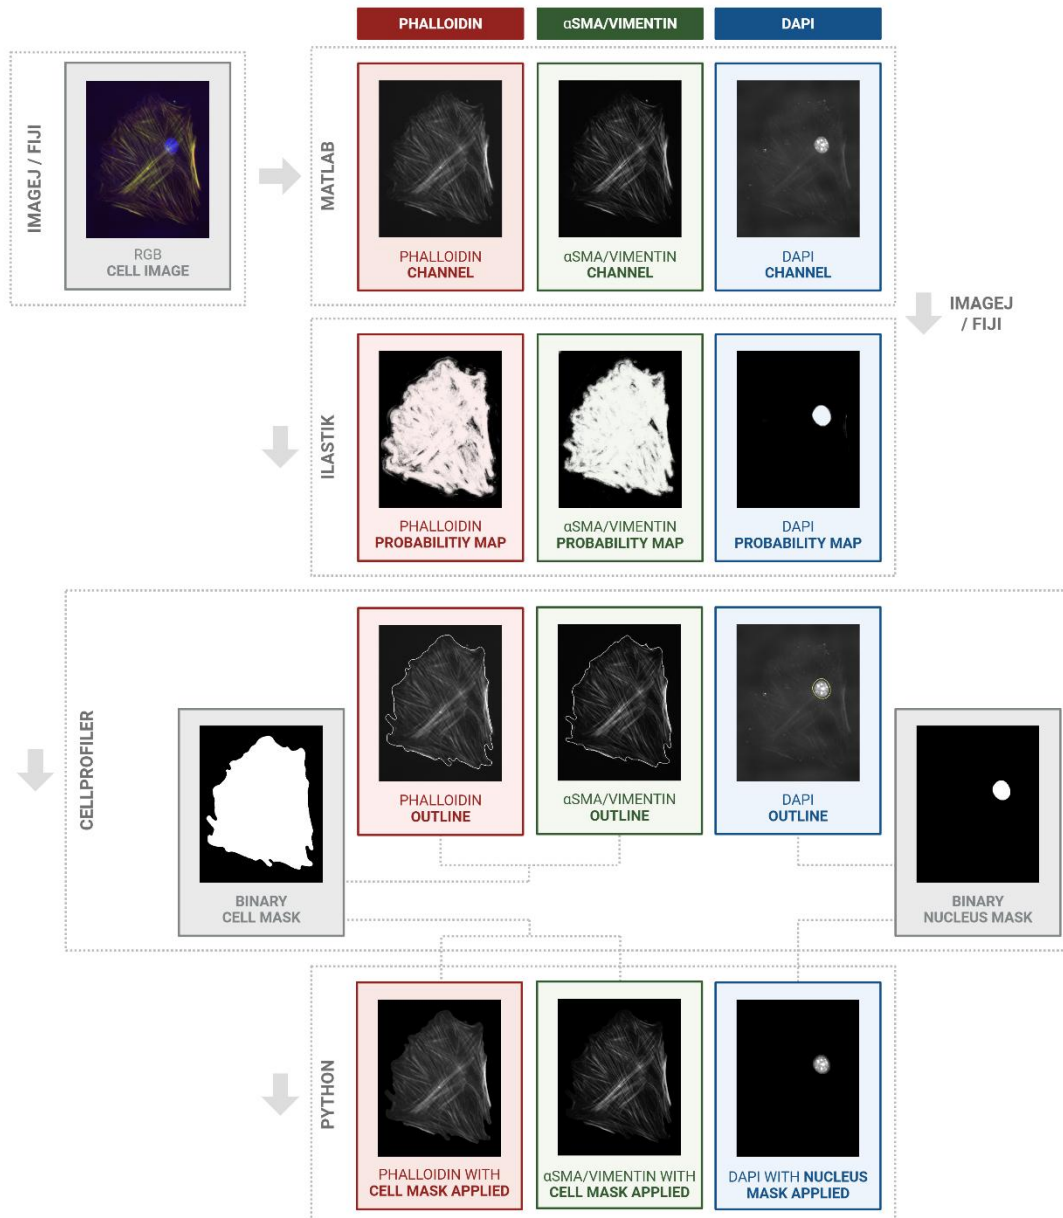 PHALLOIDIN
αSMA/VIMENTIN
DAPI
IMAGEJ / FIJI
RGB
CELL IMAGE
MATLAB
PHALLOIDIN
CHANNEL
αSMA/VIMENTIN
CHANNEL
DAPI
CHANNEL
IMAGEJ
/ FIJI
ILASTIK
PHALLOIDIN
PROBABILITIY MAP
αSMA/VIMENTIN
PROBABILITY MAP
DAPI
PROBABILITY MAP
CELLPROFILER
PHALLOIDIN
OUTLINE
αSMA/VIMENTIN
OUTLINE
DAPI
OUTLINE
BINARY
CELL MASK
BINARY
NUCLEUS MASK
PYTHON
PHALLOIDIN WITH
CELL MASK APPLIED
αSMA/VIMENTIN WITH
CELL MASK APPLIED
DAPI WITH NUCLEUS
MASK APPLIED